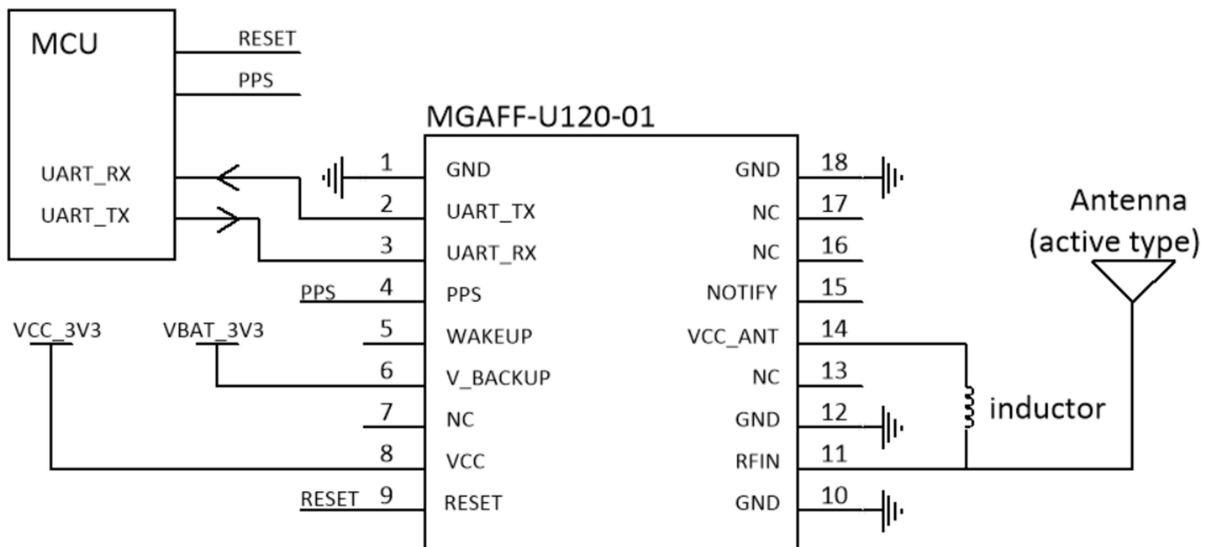 MCU
RESET
PPS
UART_RX
UART_TX
MGAFF-U120-01
1 GND
2 UART_TX
3 UART_RX
PPS 4 PPS
5 WAKEUP
VCC_3V3 VBAT_3V3
6 V_BACKUP
7 NC
8 VCC
RESET 9 RESET
GND 18
NC 17
NC 16
NOTIFY 15
VCC_ANT 14
NC 13
GND 12
RFIN 11
GND 10
Antenna
(active type)
inductor